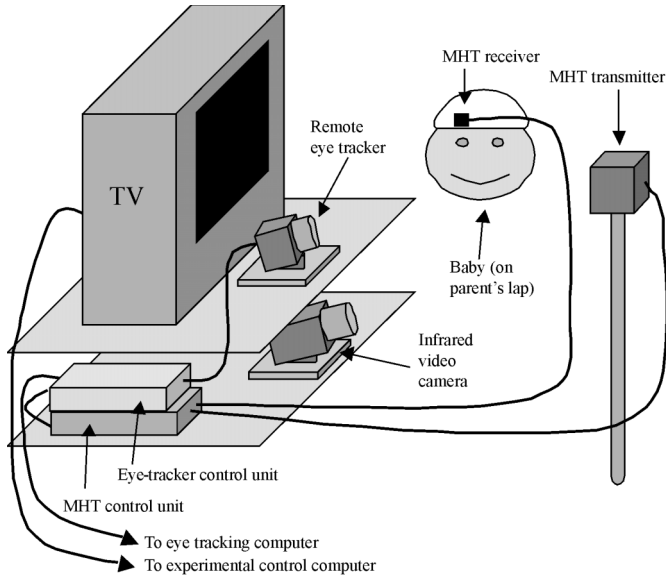 MHT receiver
MHT transmitter
Remote
eye tracker
TV
Baby (on
parent's lap)
Infrared
video
camera
Eye-tracker control unit
MHT control unit
To eye tracking computer
To experimental control computer